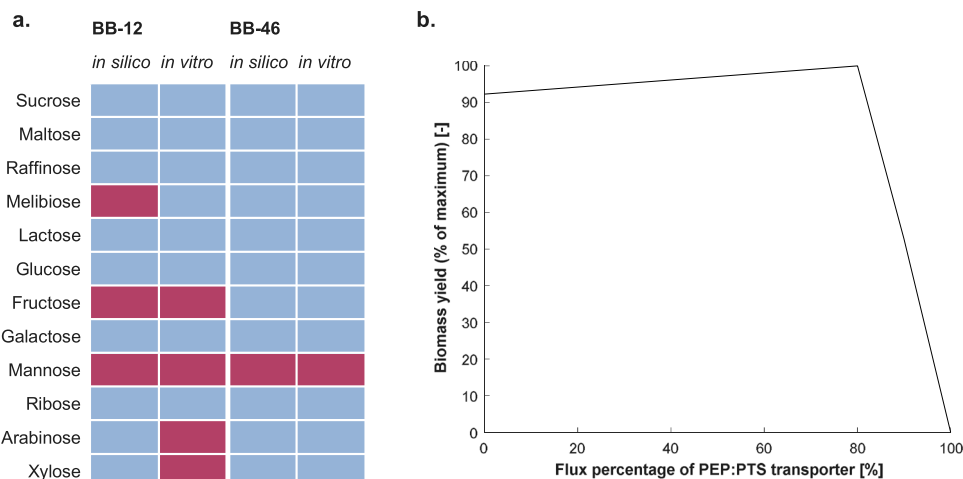 a.
BB-12 BB-46
in silico in vitro in silico in vitro
Sucrose
Maltose
Raffinose
Melibiose
Lactose
Glucose
Fructose
Galactose
Mannose
Ribose
Arabinose
Xylose
b.
Biomass yield (% of maximum) [-]
100
90
80
70
60
50
40
30
20
10
0
0 20 40 60 80 100
Flux percentage of PEP:PTS transporter [%]